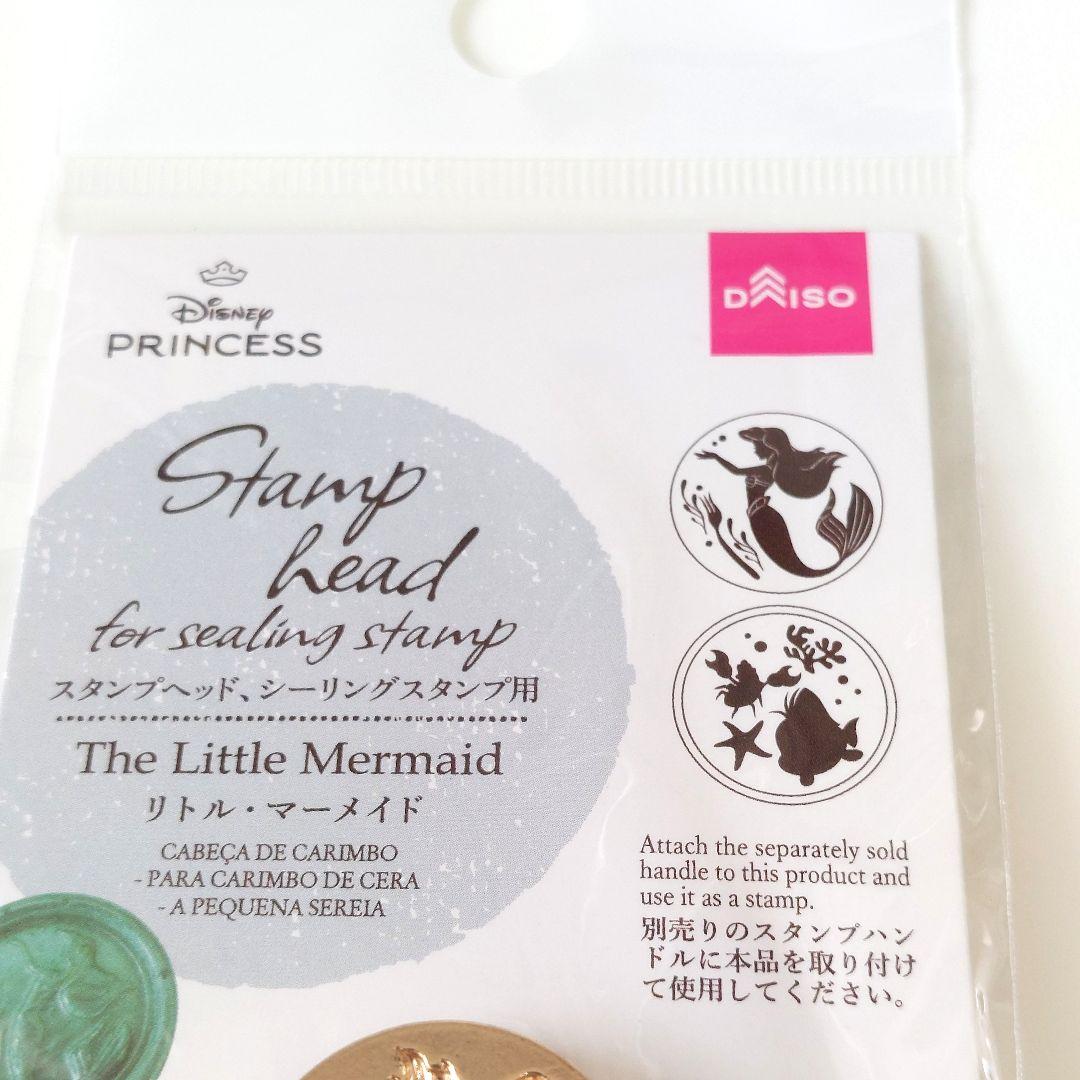 Disney
PRINCESS
DAISO
Stamp
head
for sealing stamp
スタンプヘッド、シーリングスタンプ用
The Little Mermaid
リトル・マーメイド
CABEÇA DE CARIMBO
- PARA CARIMBO DE CERA
- A PEQUENA SEREIA
Attach the separately sold
handle to this product and
use it as a stamp.
別売りのスタンプハン
ドルに本品を取り付け
て使用してください。